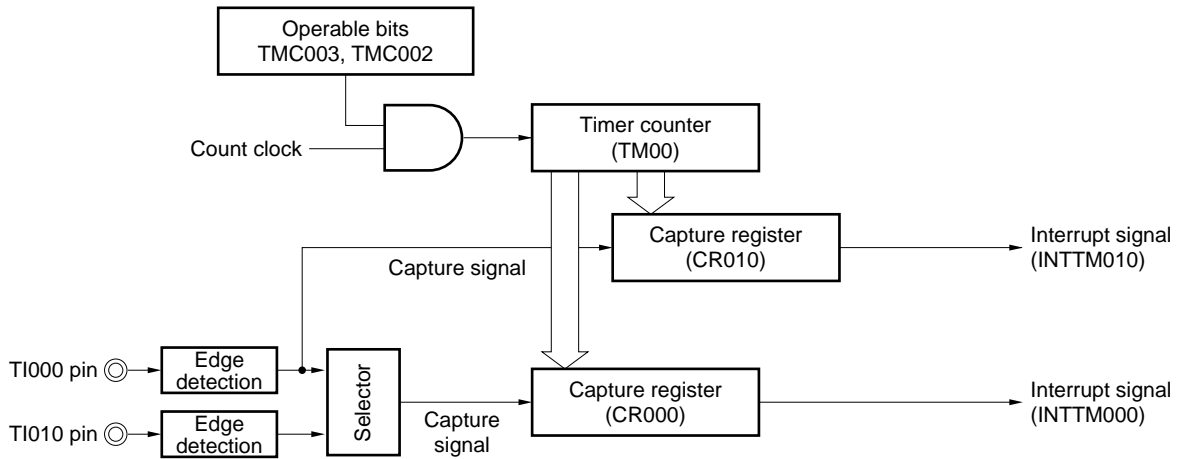 Operable bits
TMC003, TMC002
Count clock
Timer counter
(TM00)
Capture register
(CR010)
Interrupt signal
(INTTM010)
Capture signal
TI000 pin
Edge
detection
Selector
Capture register
(CR000)
Interrupt signal
(INTTM000)
TI010 pin
Edge
detection
Capture
signal